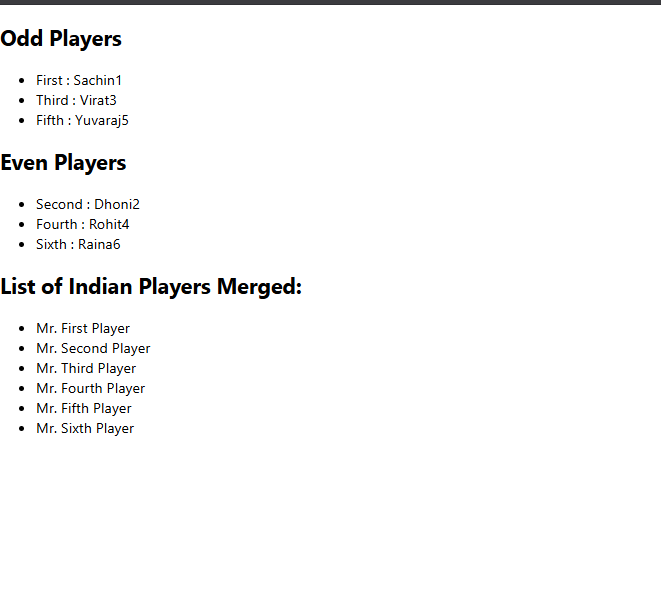 Odd Players
First : Sachin1
Third : Virat3
Fifth : Yuvaraj5
Even Players
Second : Dhoni2
Fourth : Rohit4
Sixth : Raina6
List of Indian Players Merged:
Mr. First Player
Mr. Second Player
Mr. Third Player
Mr. Fourth Player
Mr. Fifth Player
Mr. Sixth Player